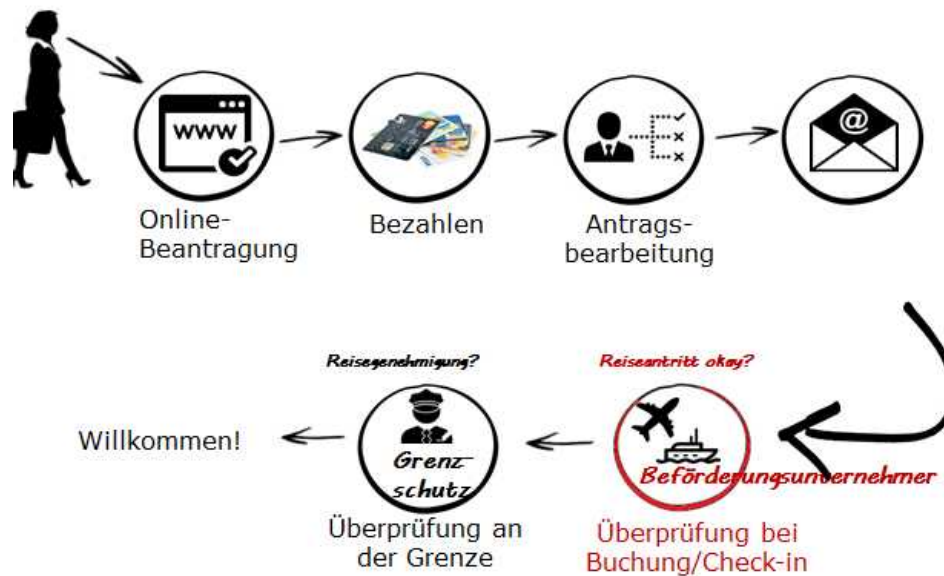 www
Online-
Beantragung
Bezahlen
Antrags-
bearbeitung
@
Reisegenehmigung?
Reiseantritt okay?
Willkommen!
Grenz-
schutz
Beförderungsunternehmer
Überprüfung an
der Grenze
Überprüfung bei
Buchung/Check-in